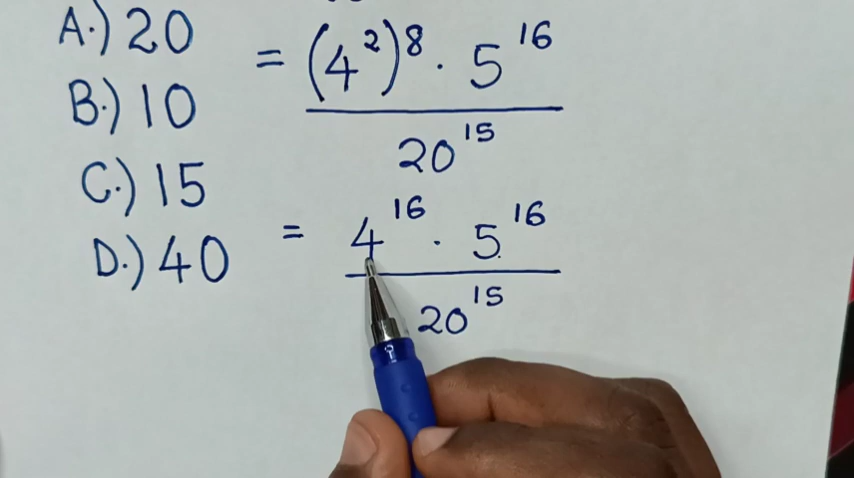 A.) 20
B.) 10
C.) 15
D.) 40
= (4²)⁸ · 5¹⁶
20¹⁵
= 4¹⁶ · 5¹⁶
20¹⁵